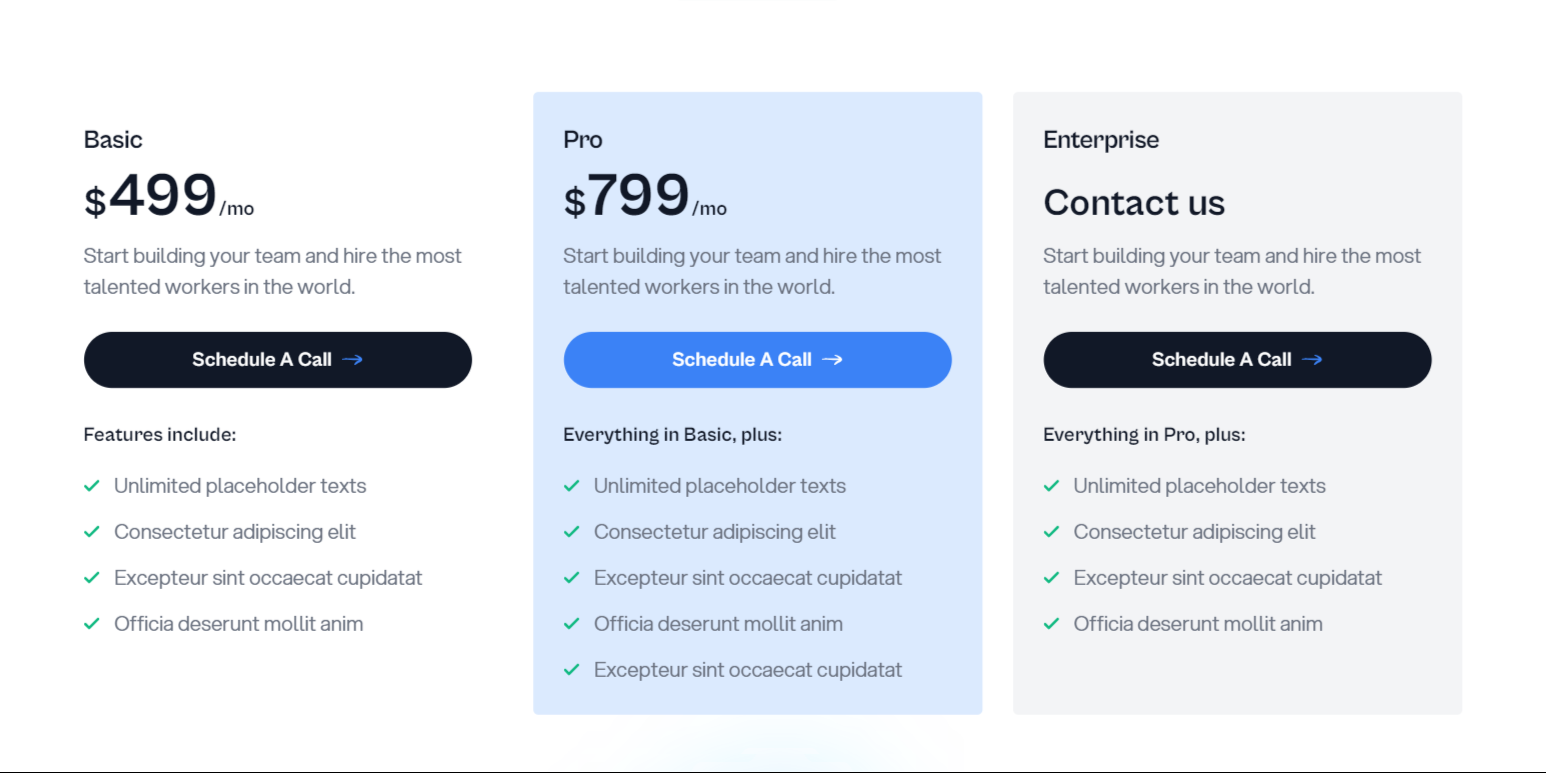 Basic
$499/mo
Start building your team and hire the most
talented workers in the world.
Schedule A Call
Features include:
Unlimited placeholder texts
Consectetur adipiscing elit
Excepteur sint occaecat cupidatat
Officia deserunt mollit anim
Pro
$799/mo
Start building your team and hire the most
talented workers in the world.
Schedule A Call
Everything in Basic, plus:
Unlimited placeholder texts
Consectetur adipiscing elit
Excepteur sint occaecat cupidatat
Officia deserunt mollit anim
Excepteur sint occaecat cupidatat
Enterprise
Contact us
Start building your team and hire the most
talented workers in the world.
Schedule A Call
Everything in Pro, plus:
Unlimited placeholder texts
Consectetur adipiscing elit
Excepteur sint occaecat cupidatat
Officia deserunt mollit anim